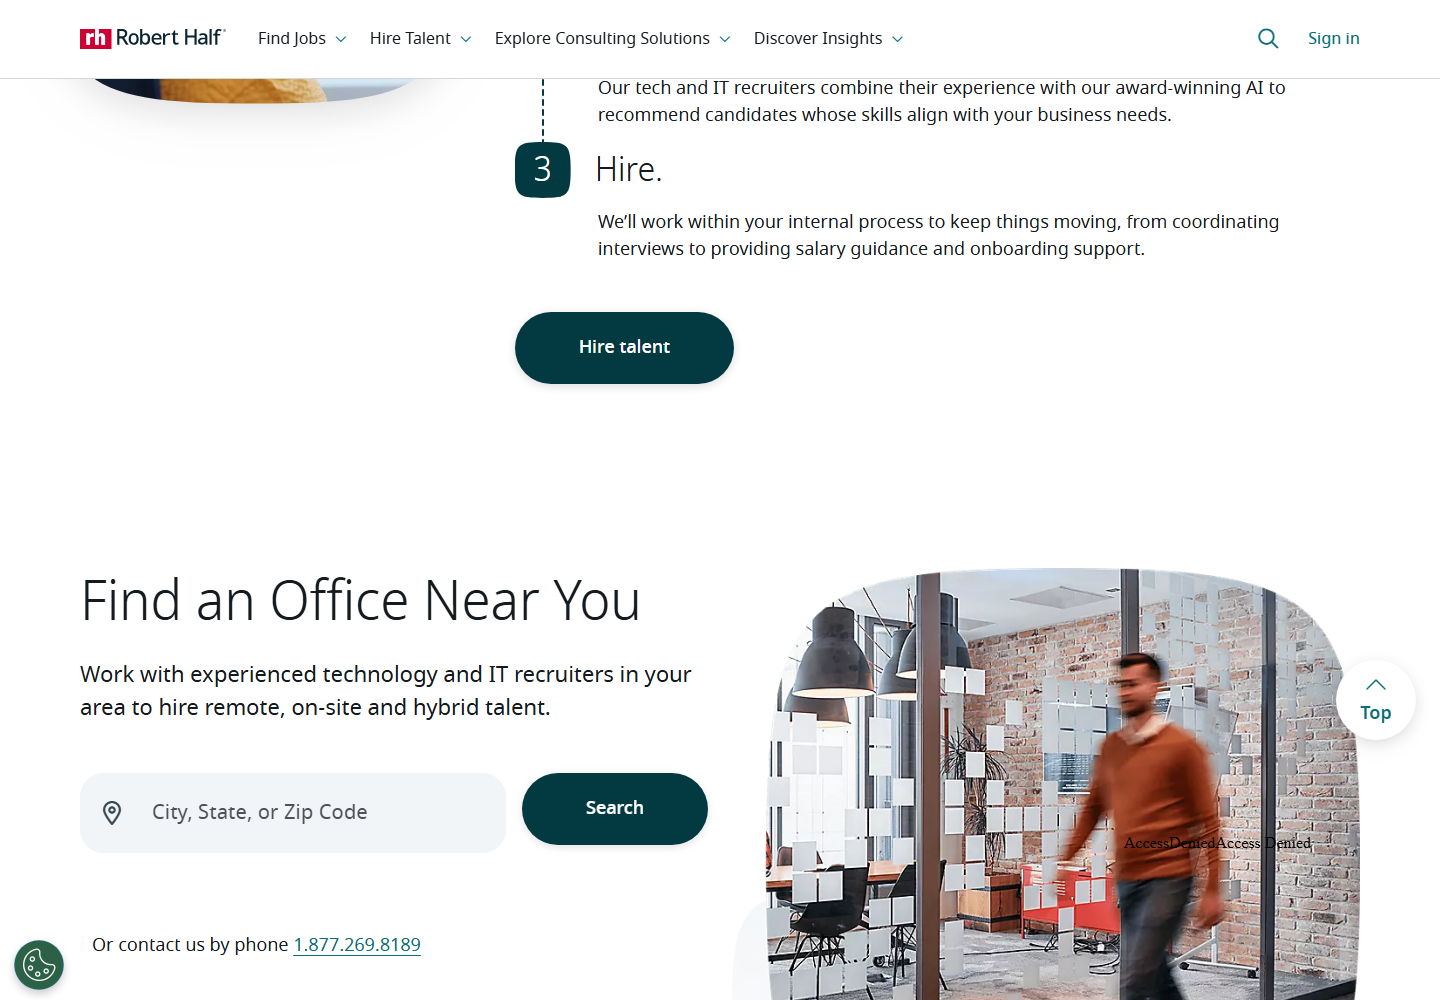 rh Robert Half®
Find Jobs
Hire Talent
Explore Consulting Solutions
Discover Insights
Sign in
Our tech and IT recruiters combine their experience with our award-winning AI to
recommend candidates whose skills align with your business needs.
3
Hire.
We’ll work within your internal process to keep things moving, from coordinating
interviews to providing salary guidance and onboarding support.
Hire talent
Find an Office Near You
Work with experienced technology and IT recruiters in your
area to hire remote, on-site and hybrid talent.
City, State, or Zip Code
Search
Or contact us by phone 1.877.269.8189
Top
AccessDeniedAccess Denied